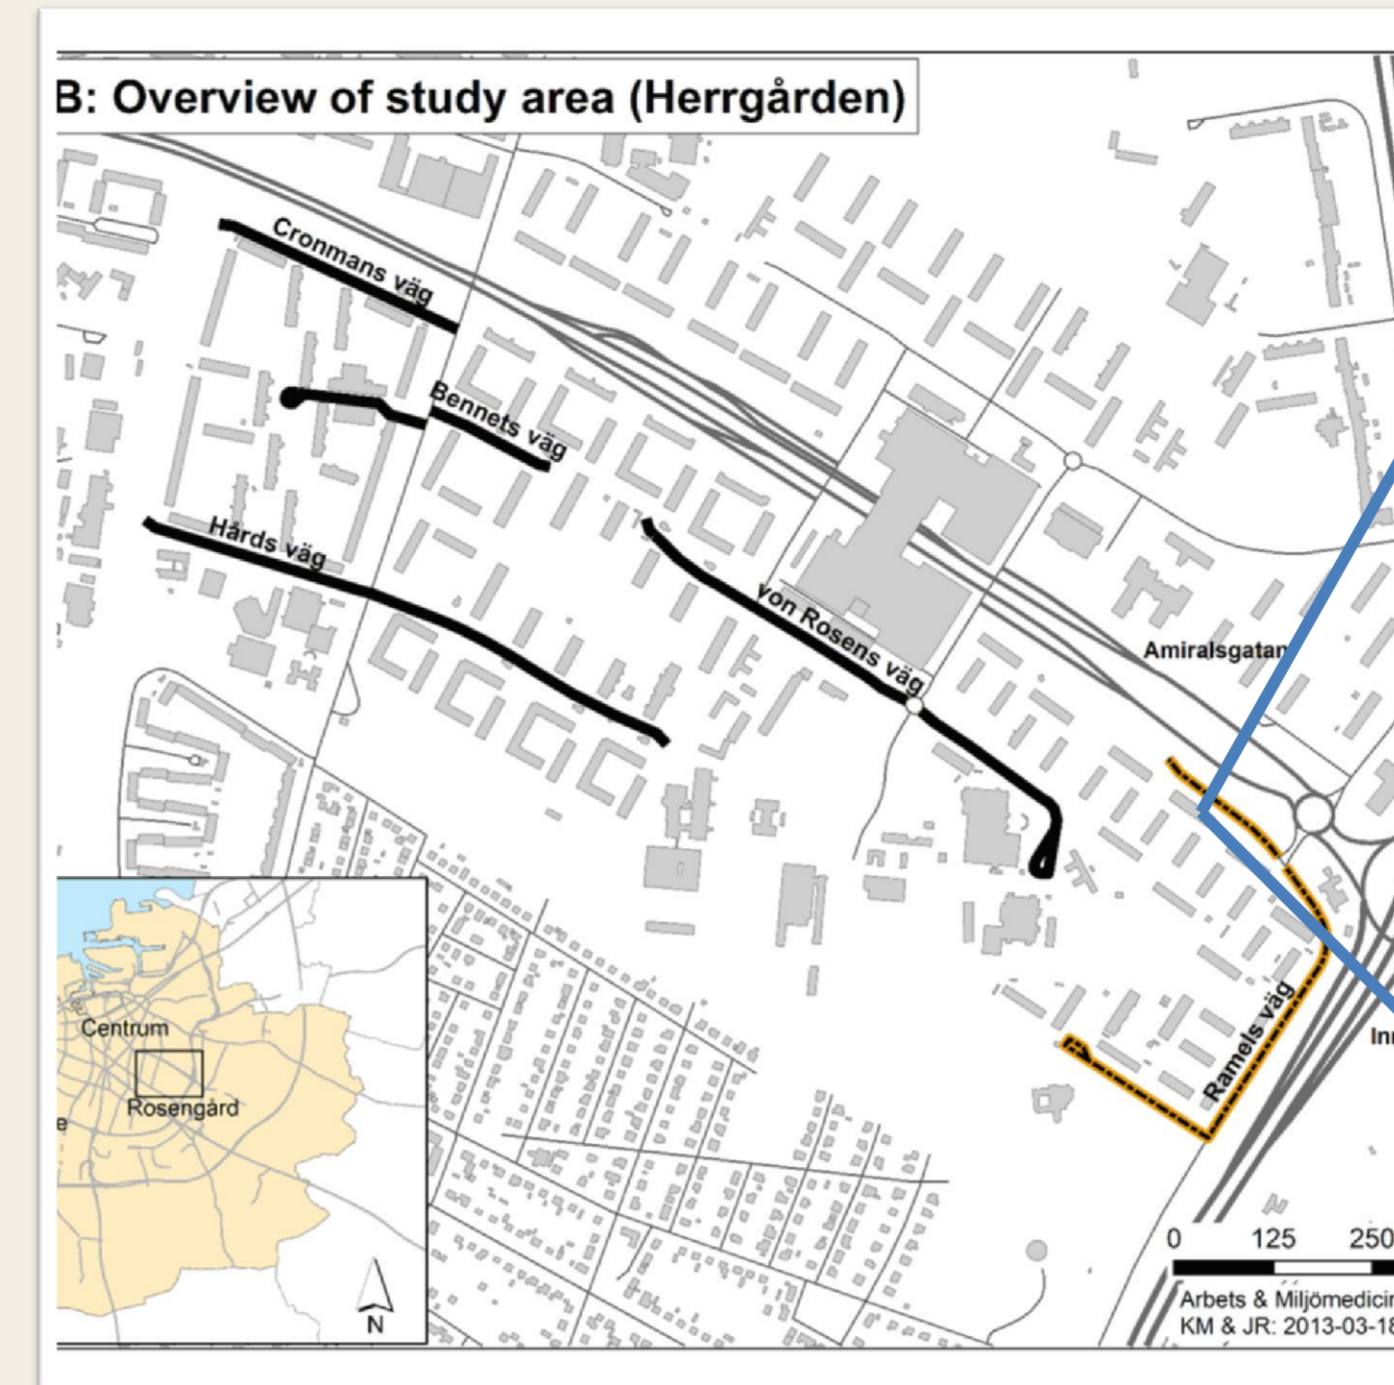 B: Overview of study area (Herrgården)
Cronmans väg
Bennets väg
Hårds väg
von Rosens väg
Amiralsgatan
Ramels väg
Inr
Centrum
Rosengård
e
N
0 125 250
Arbets & Miljömedicin
KM & JR: 2013-03-18